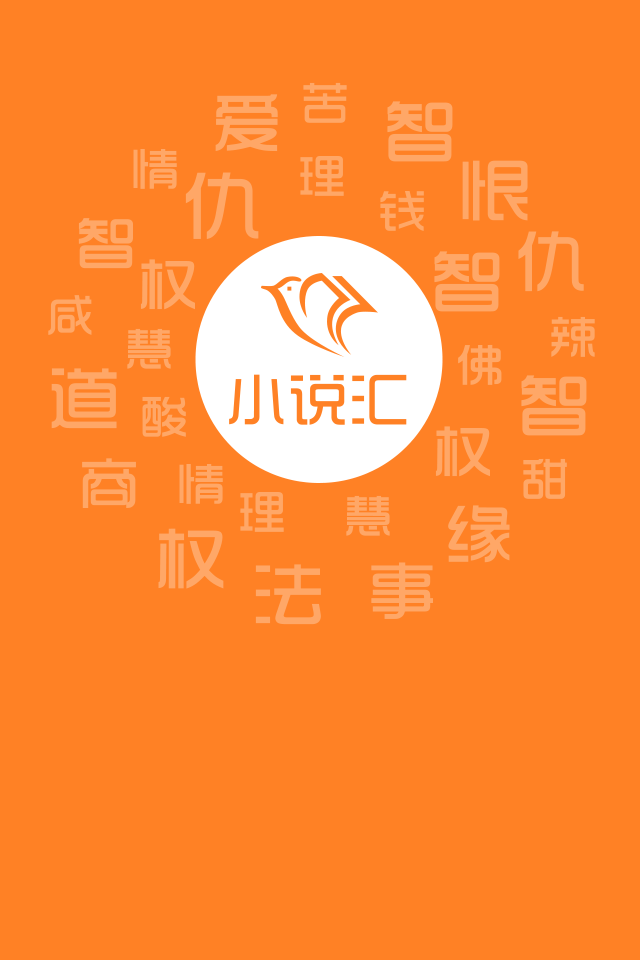 苦
爱
智
情
理
恨
仇
钱
智
仇
权
智
咸
慧
辣
佛
小说汇
道
酸
智
权
商
情
甜
理
慧
缘
权
法
事